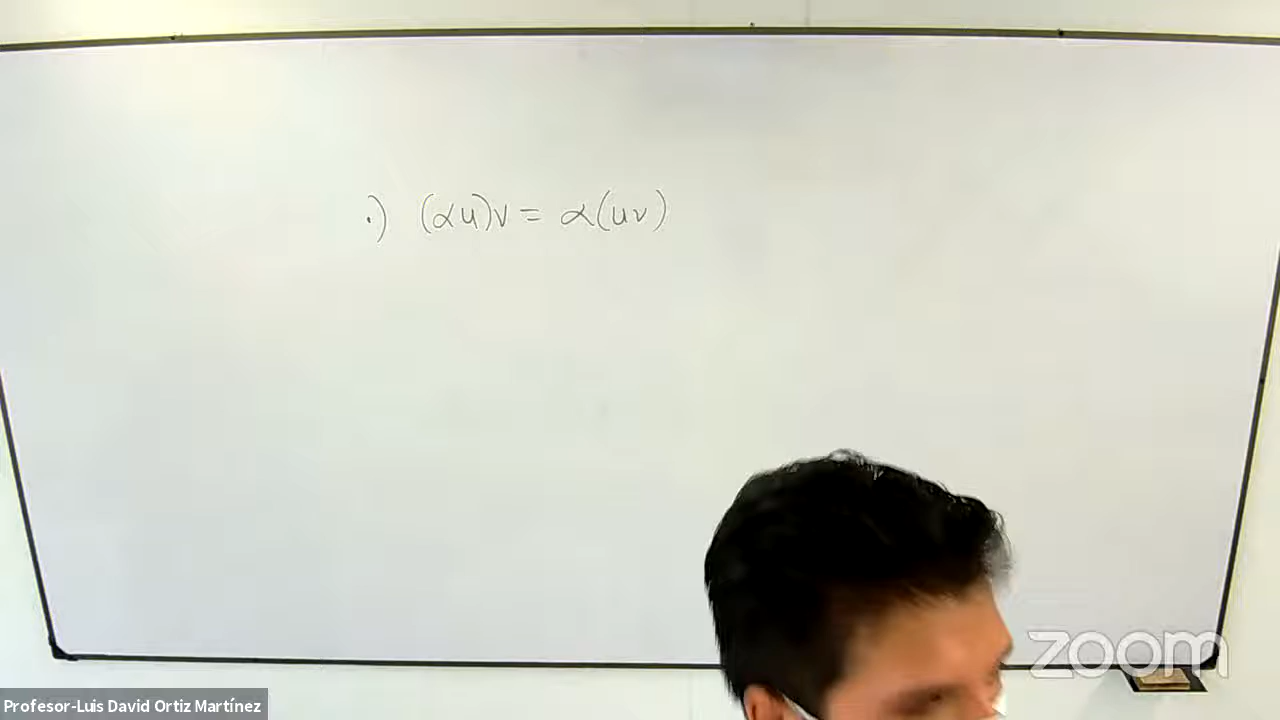 ·) (αu)v = α(uv)
zoom
Profesor-Luis David Ortiz Martínez